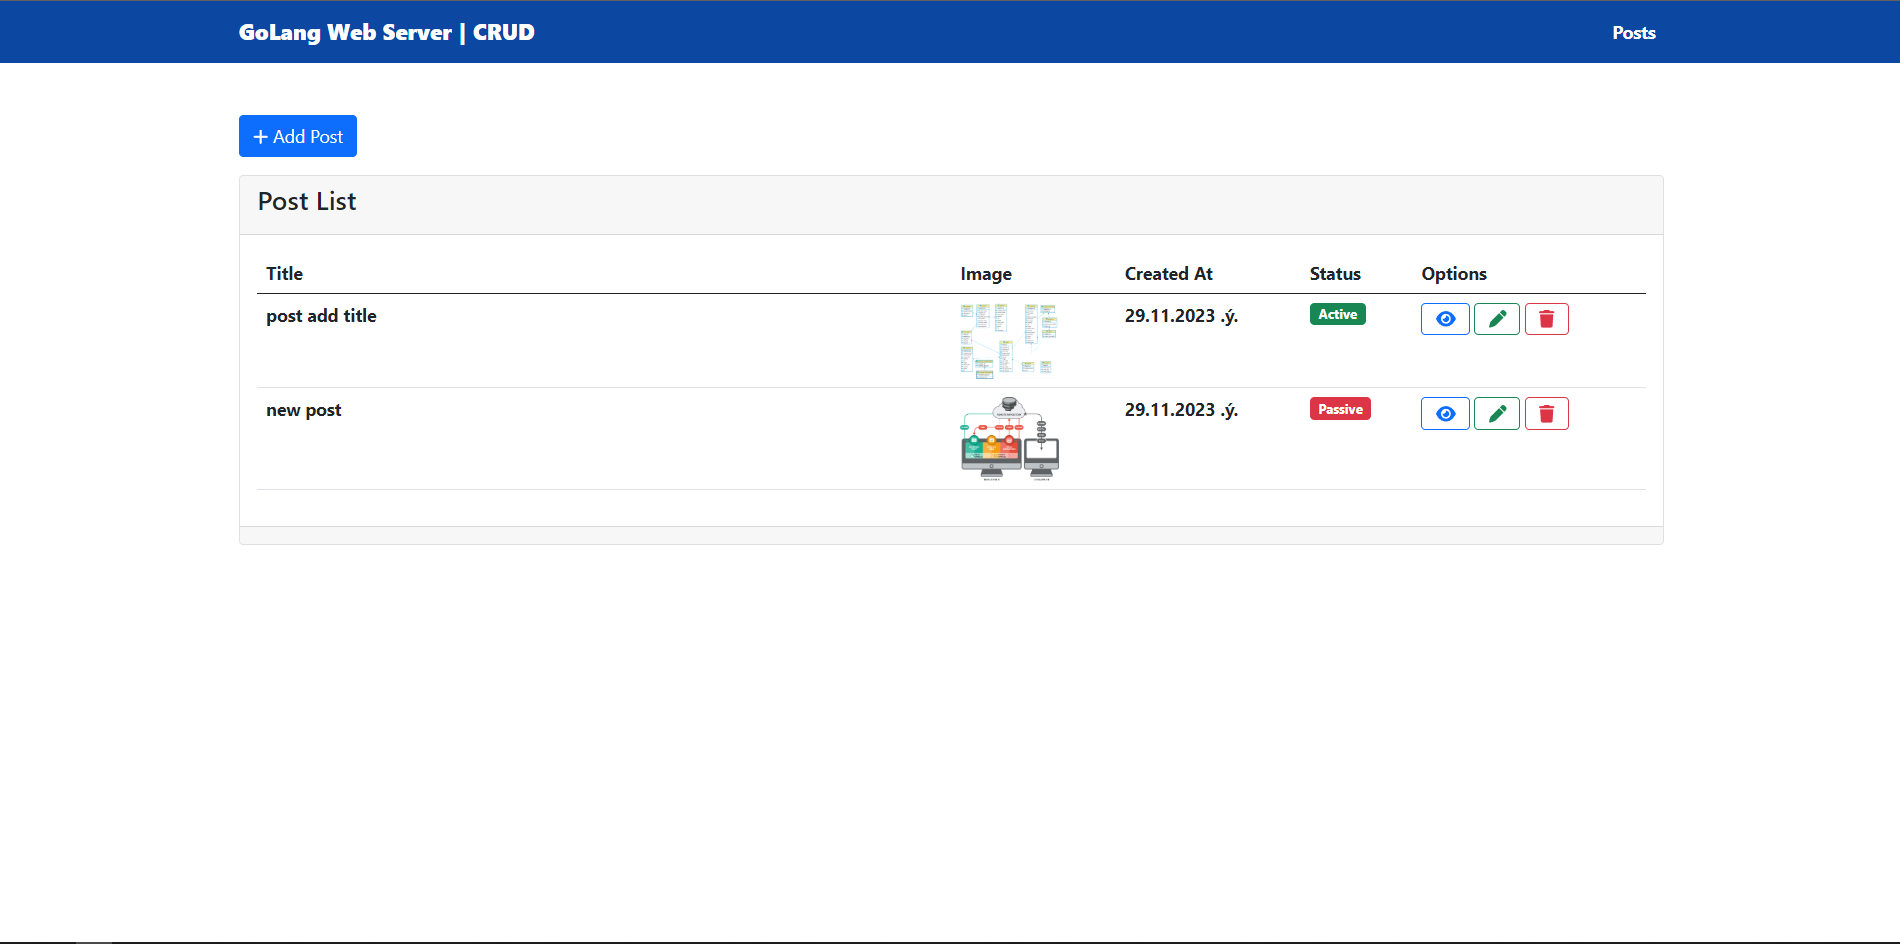 GoLang Web Server | CRUD Posts
+ Add Post
Post List
Title Image Created At Status Options
post add title 29.11.2023 .ý. Active
new post 29.11.2023 .ý. Passive